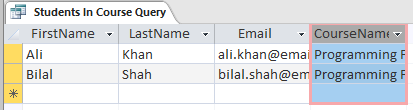 Students In Course Query
FirstName LastName Email CourseName
Ali Khan ali.khan@emai Programming F
Bilal Shah bilal.shah@em Programming F